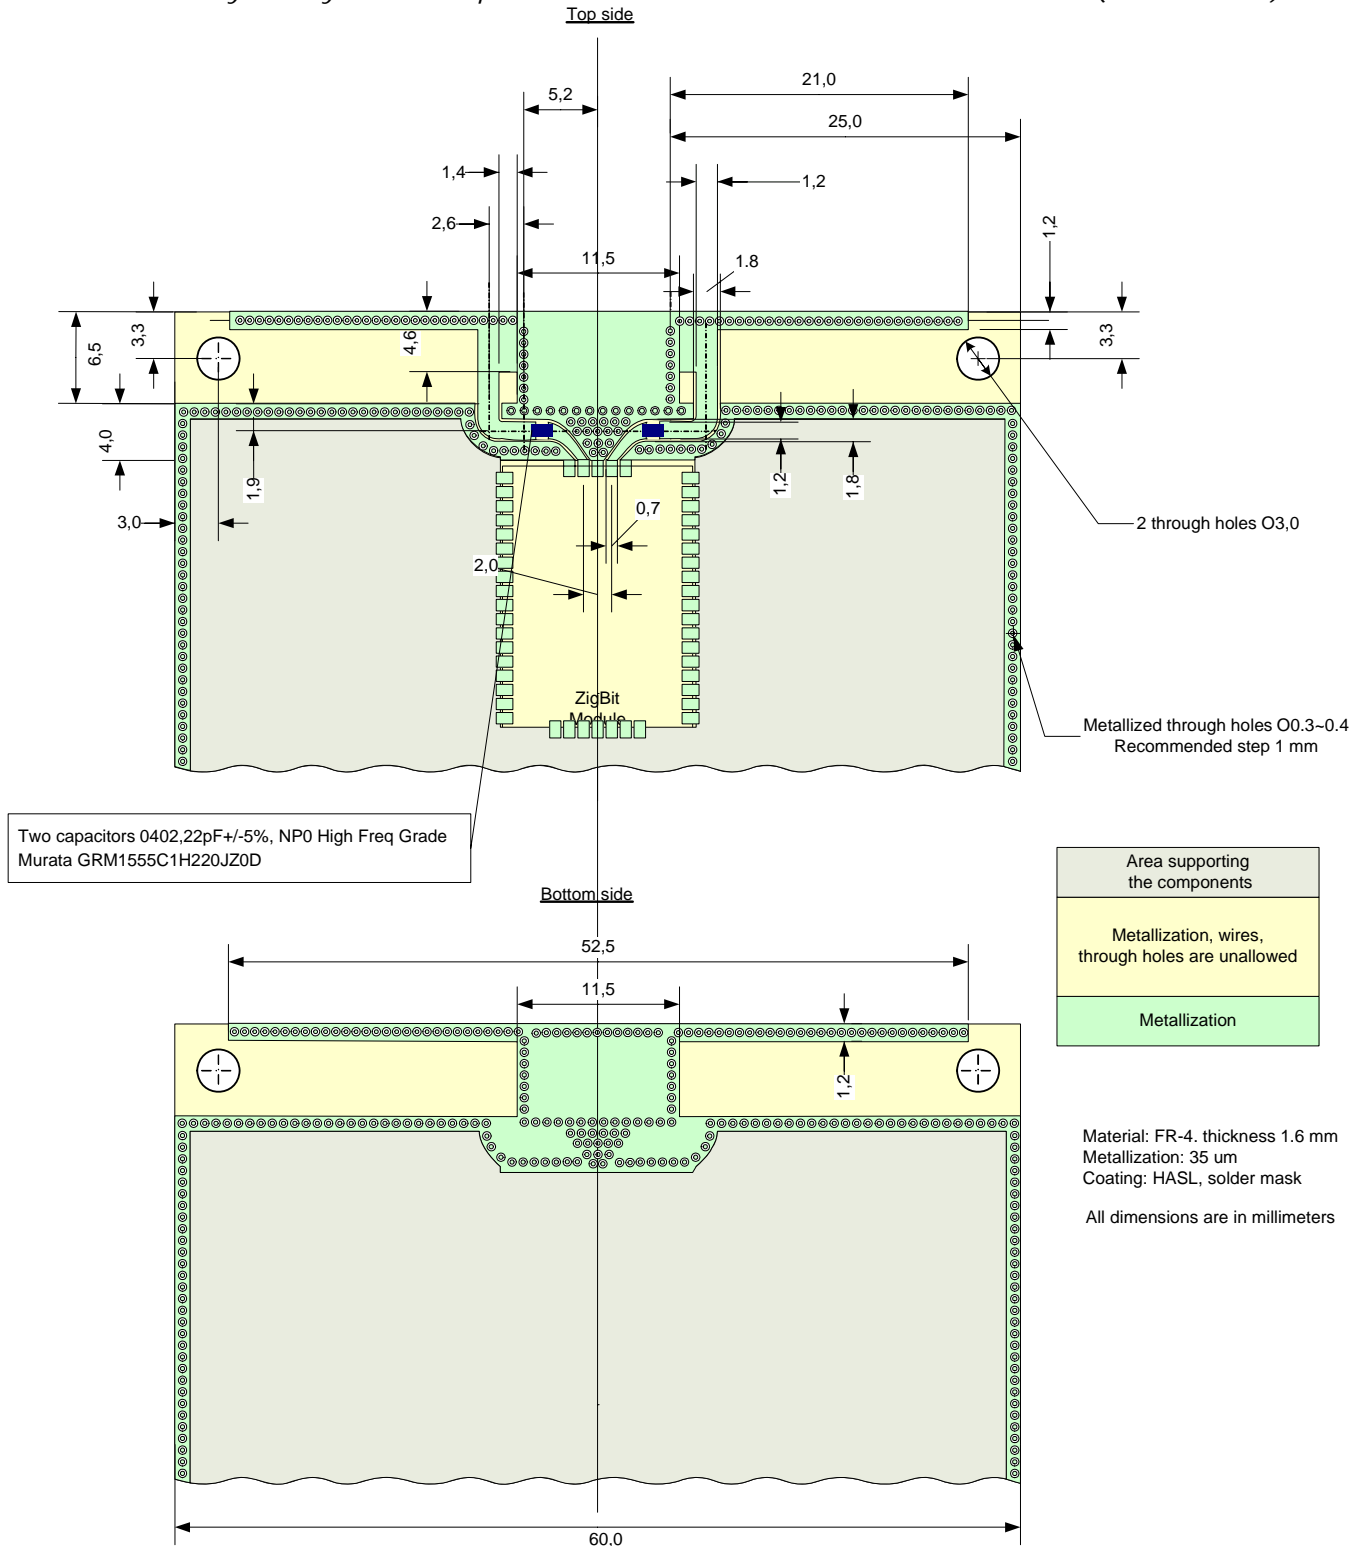 Top side
21,0
5,2
25,0
1,4
1,2
2,6
1,2
11,5
1.8
3,3
6,5
4,6
3,3
4,0
1,9
1,2
1,8
3,0
0,7
2 through holes O3,0
2,0
ZigBit
Module
Metallized through holes O0.3~0.4
Recommended step 1 mm
Two capacitors 0402,22pF+/-5%, NP0 High Freq Grade
Murata GRM1555C1H220JZ0D
Area supporting
the components
Metallization, wires,
through holes are unallowed
Metallization
Bottom side
52,5
11,5
1,2
Material: FR-4. thickness 1.6 mm
Metallization: 35 um
Coating: HASL, solder mask
All dimensions are in millimeters
60,0